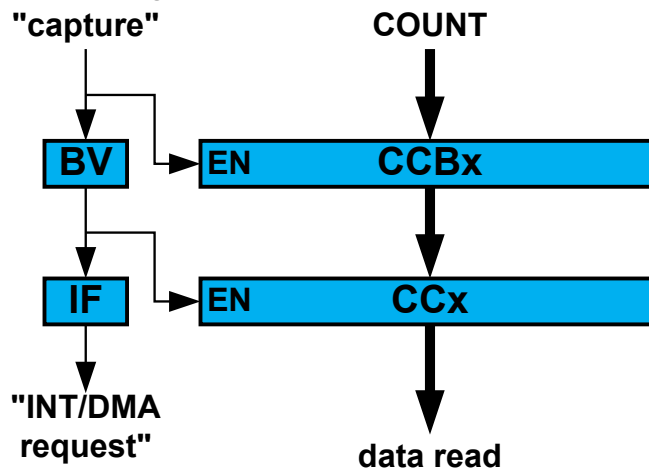 "capture"
COUNT
BV
EN
CCBx
IF
EN
CCx
"INT/DMA
request"
data read